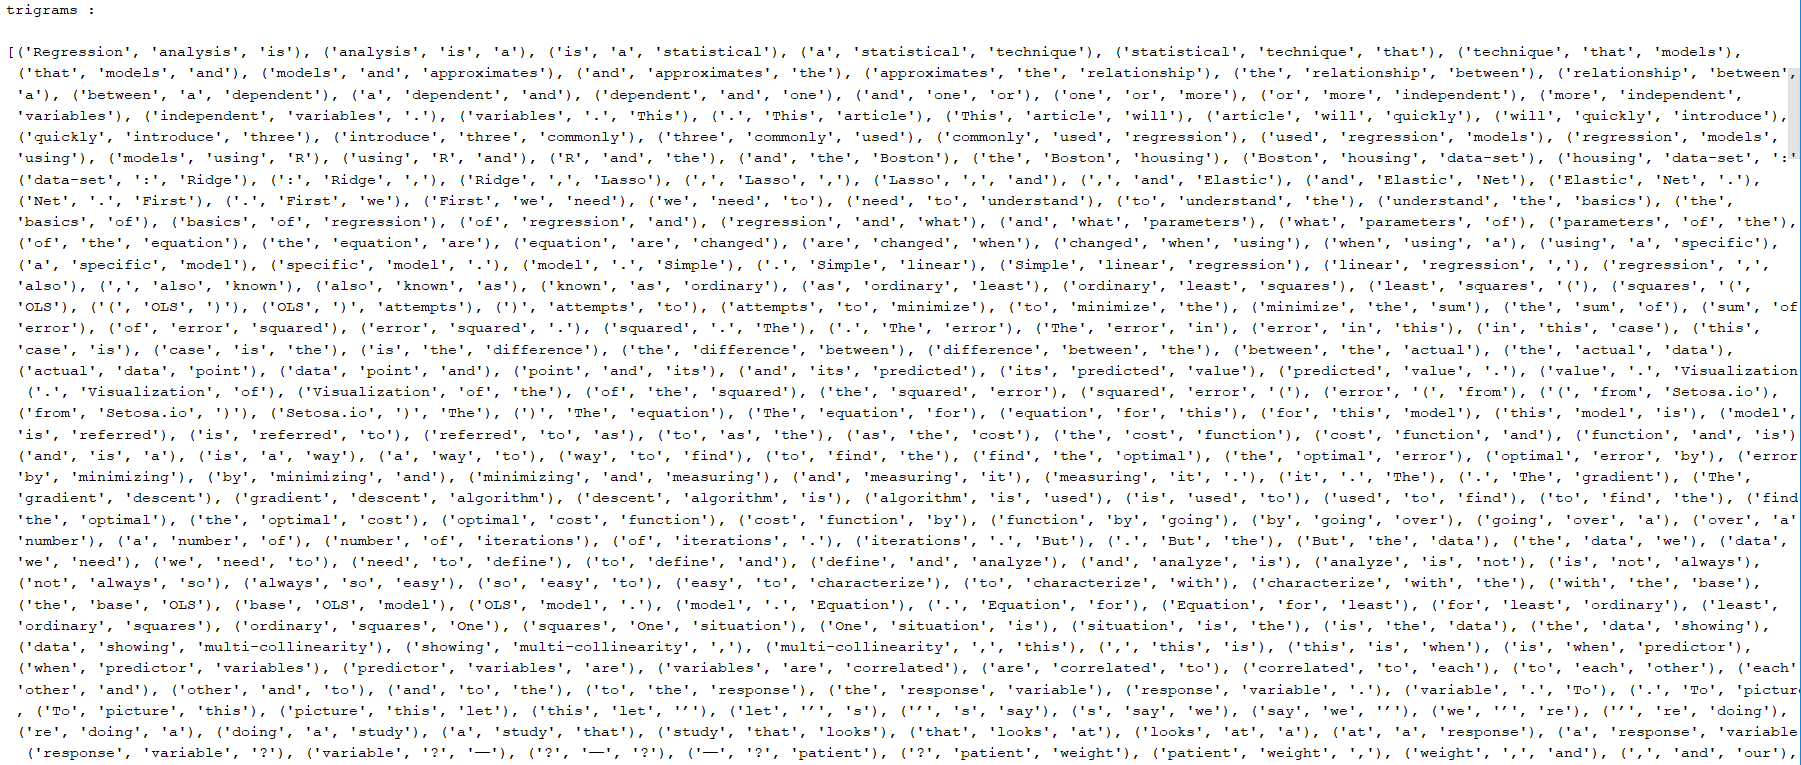 trigrams :
[('Regression', 'analysis', 'is'), ('analysis', 'is', 'a'), ('is', 'a', 'statistical'), ('a', 'statistical', 'technique'), ('statistical', 'technique', 'that'), ('technique', 'that', 'models'),
('that', 'models', 'and'), ('models', 'and', 'approximates'), ('and', 'approximates', 'the'), ('approximates', 'the', 'relationship'), ('the', 'relationship', 'between'), ('relationship', 'between',
'a'), ('between', 'a', 'dependent'), ('a', 'dependent', 'and'), ('dependent', 'and', 'one'), ('and', 'one', 'or'), ('one', 'or', 'more'), ('or', 'more', 'independent'), ('more', 'independent',
'variables'), ('independent', 'variables', '.'), ('variables', '.', 'This'), ('.', 'This', 'article'), ('This', 'article', 'will'), ('article', 'will', 'quickly'), ('will', 'quickly', 'introduce'),
('quickly', 'introduce', 'three'), ('introduce', 'three', 'commonly'), ('three', 'commonly', 'used'), ('commonly', 'used', 'regression'), ('used', 'regression', 'models'), ('regression', 'models',
'using'), ('models', 'using', 'R'), ('using', 'R', 'and'), ('R', 'and', 'the'), ('and', 'the', 'Boston'), ('the', 'Boston', 'housing'), ('Boston', 'housing', 'data-set'), ('housing', 'data-set', ':'
('data-set', ':', 'Ridge'), (':', 'Ridge', ','), ('Ridge', ',', 'Lasso'), (',', 'Lasso', ','), ('Lasso', ',', 'and'), (',', 'and', 'Elastic'), ('and', 'Elastic', 'Net'), ('Elastic', 'Net', '.'),
('Net', '.', 'First'), ('.', 'First', 'we'), ('First', 'we', 'need'), ('we', 'need', 'to'), ('need', 'to', 'understand'), ('to', 'understand', 'the'), ('understand', 'the', 'basics'), ('the',
'basics', 'of'), ('basics', 'of', 'regression'), ('of', 'regression', 'and'), ('regression', 'and', 'what'), ('and', 'what', 'parameters'), ('what', 'parameters', 'of'), ('parameters', 'of', 'the'),
('of', 'the', 'equation'), ('the', 'equation', 'are'), ('equation', 'are', 'changed'), ('are', 'changed', 'when'), ('changed', 'when', 'using'), ('when', 'using', 'a'), ('using', 'a', 'specific'),
('a', 'specific', 'model'), ('specific', 'model', '.'), ('model', '.', 'Simple'), ('.', 'Simple', 'linear'), ('Simple', 'linear', 'regression'), ('linear', 'regression', ','), ('regression', ',',
'also'), (',', 'also', 'known'), ('also', 'known', 'as'), ('known', 'as', 'ordinary'), ('as', 'ordinary', 'least'), ('ordinary', 'least', 'squares'), ('least', 'squares', '('), ('squares', '(',
'OLS'), ('(', 'OLS', ')'), ('OLS', ')', 'attempts'), (')', 'attempts', 'to'), ('attempts', 'to', 'minimize'), ('to', 'minimize', 'the'), ('minimize', 'the', 'sum'), ('the', 'sum', 'of'), ('sum', 'of
'error'), ('of', 'error', 'squared'), ('error', 'squared', '.'), ('squared', '.', 'The'), ('.', 'The', 'error'), ('The', 'error', 'in'), ('error', 'in', 'this'), ('in', 'this', 'case'), ('this',
'case', 'is'), ('case', 'is', 'the'), ('is', 'the', 'difference'), ('the', 'difference', 'between'), ('difference', 'between', 'the'), ('between', 'the', 'actual'), ('the', 'actual', 'data'),
('actual', 'data', 'point'), ('data', 'point', 'and'), ('point', 'and', 'its'), ('and', 'its', 'predicted'), ('its', 'predicted', 'value'), ('predicted', 'value', '.'), ('value', '.', 'Visualization
('.', 'Visualization', 'of'), ('Visualization', 'of', 'the'), ('of', 'the', 'squared'), ('the', 'squared', 'error'), ('squared', 'error', '('), ('error', '(', 'from'), ('(', 'from', 'Setosa.io'),
('from', 'Setosa.io', ')'), ('Setosa.io', ')', 'The'), (')', 'The', 'equation'), ('The', 'equation', 'for'), ('equation', 'for', 'this'), ('for', 'this', 'model'), ('this', 'model', 'is'), ('model',
'is', 'referred'), ('is', 'referred', 'to'), ('referred', 'to', 'as'), ('to', 'as', 'the'), ('as', 'the', 'cost'), ('the', 'cost', 'function'), ('cost', 'function', 'and'), ('function', 'and', 'is')
('and', 'is', 'a'), ('is', 'a', 'way'), ('a', 'way', 'to'), ('way', 'to', 'find'), ('to', 'find', 'the'), ('find', 'the', 'optimal'), ('the', 'optimal', 'error'), ('optimal', 'error', 'by'), ('error
'by', 'minimizing'), ('by', 'minimizing', 'and'), ('minimizing', 'and', 'measuring'), ('and', 'measuring', 'it'), ('measuring', 'it', '.'), ('it', '.', 'The'), ('.', 'The', 'gradient'), ('The',
'gradient', 'descent'), ('gradient', 'descent', 'algorithm'), ('descent', 'algorithm', 'is'), ('algorithm', 'is', 'used'), ('is', 'used', 'to'), ('used', 'to', 'find'), ('to', 'find', 'the'), ('find
'the', 'optimal'), ('the', 'optimal', 'cost'), ('optimal', 'cost', 'function'), ('cost', 'function', 'by'), ('function', 'by', 'going'), ('by', 'going', 'over'), ('going', 'over', 'a'), ('over', 'a'
'number'), ('a', 'number', 'of'), ('number', 'of', 'iterations'), ('of', 'iterations', '.'), ('iterations', '.', 'But'), ('.', 'But', 'the'), ('But', 'the', 'data'), ('the', 'data', 'we'), ('data',
'we', 'need'), ('we', 'need', 'to'), ('need', 'to', 'define'), ('to', 'define', 'and'), ('define', 'and', 'analyze'), ('and', 'analyze', 'is'), ('analyze', 'is', 'not'), ('is', 'not', 'always'),
('not', 'always', 'so'), ('always', 'so', 'easy'), ('so', 'easy', 'to'), ('easy', 'to', 'characterize'), ('to', 'characterize', 'with'), ('characterize', 'with', 'the'), ('with', 'the', 'base'),
('the', 'base', 'OLS'), ('base', 'OLS', 'model'), ('OLS', 'model', '.'), ('model', '.', 'Equation'), ('.', 'Equation', 'for'), ('Equation', 'for', 'least'), ('for', 'least', 'ordinary'), ('least',
'ordinary', 'squares'), ('ordinary', 'squares', 'One'), ('squares', 'One', 'situation'), ('One', 'situation', 'is'), ('situation', 'is', 'the'), ('is', 'the', 'data'), ('the', 'data', 'showing'),
('data', 'showing', 'multi-collinearity'), ('showing', 'multi-collinearity', ','), ('multi-collinearity', ',', 'this'), (',', 'this', 'is'), ('this', 'is', 'when'), ('is', 'when', 'predictor'),
('when', 'predictor', 'variables'), ('predictor', 'variables', 'are'), ('variables', 'are', 'correlated'), ('are', 'correlated', 'to'), ('correlated', 'to', 'each'), ('to', 'each', 'other'), ('each'
'other', 'and'), ('other', 'and', 'to'), ('and', 'to', 'the'), ('to', 'the', 'response'), ('the', 'response', 'variable'), ('response', 'variable', '.'), ('variable', '.', 'To'), ('.', 'To', 'picture
, ('To', 'picture', 'this'), ('picture', 'this', 'let'), ('this', 'let', '’'), ('let', '’', 's'), ('’', 's', 'say'), ('s', 'say', 'we'), ('say', 'we', '’'), ('we', '’', 're'), ('’', 're', 'doing'),
('re', 'doing', 'a'), ('doing', 'a', 'study'), ('a', 'study', 'that'), ('study', 'that', 'looks'), ('that', 'looks', 'at'), ('looks', 'at', 'a'), ('at', 'a', 'response'), ('a', 'response', 'variable
('response', 'variable', '?'), ('variable', '?', '—'), ('?', '—', '?'), ('—', '?', 'patient'), ('?', 'patient', 'weight'), ('patient', 'weight', ','), ('weight', ',', 'and'), (',', 'and', 'our'),